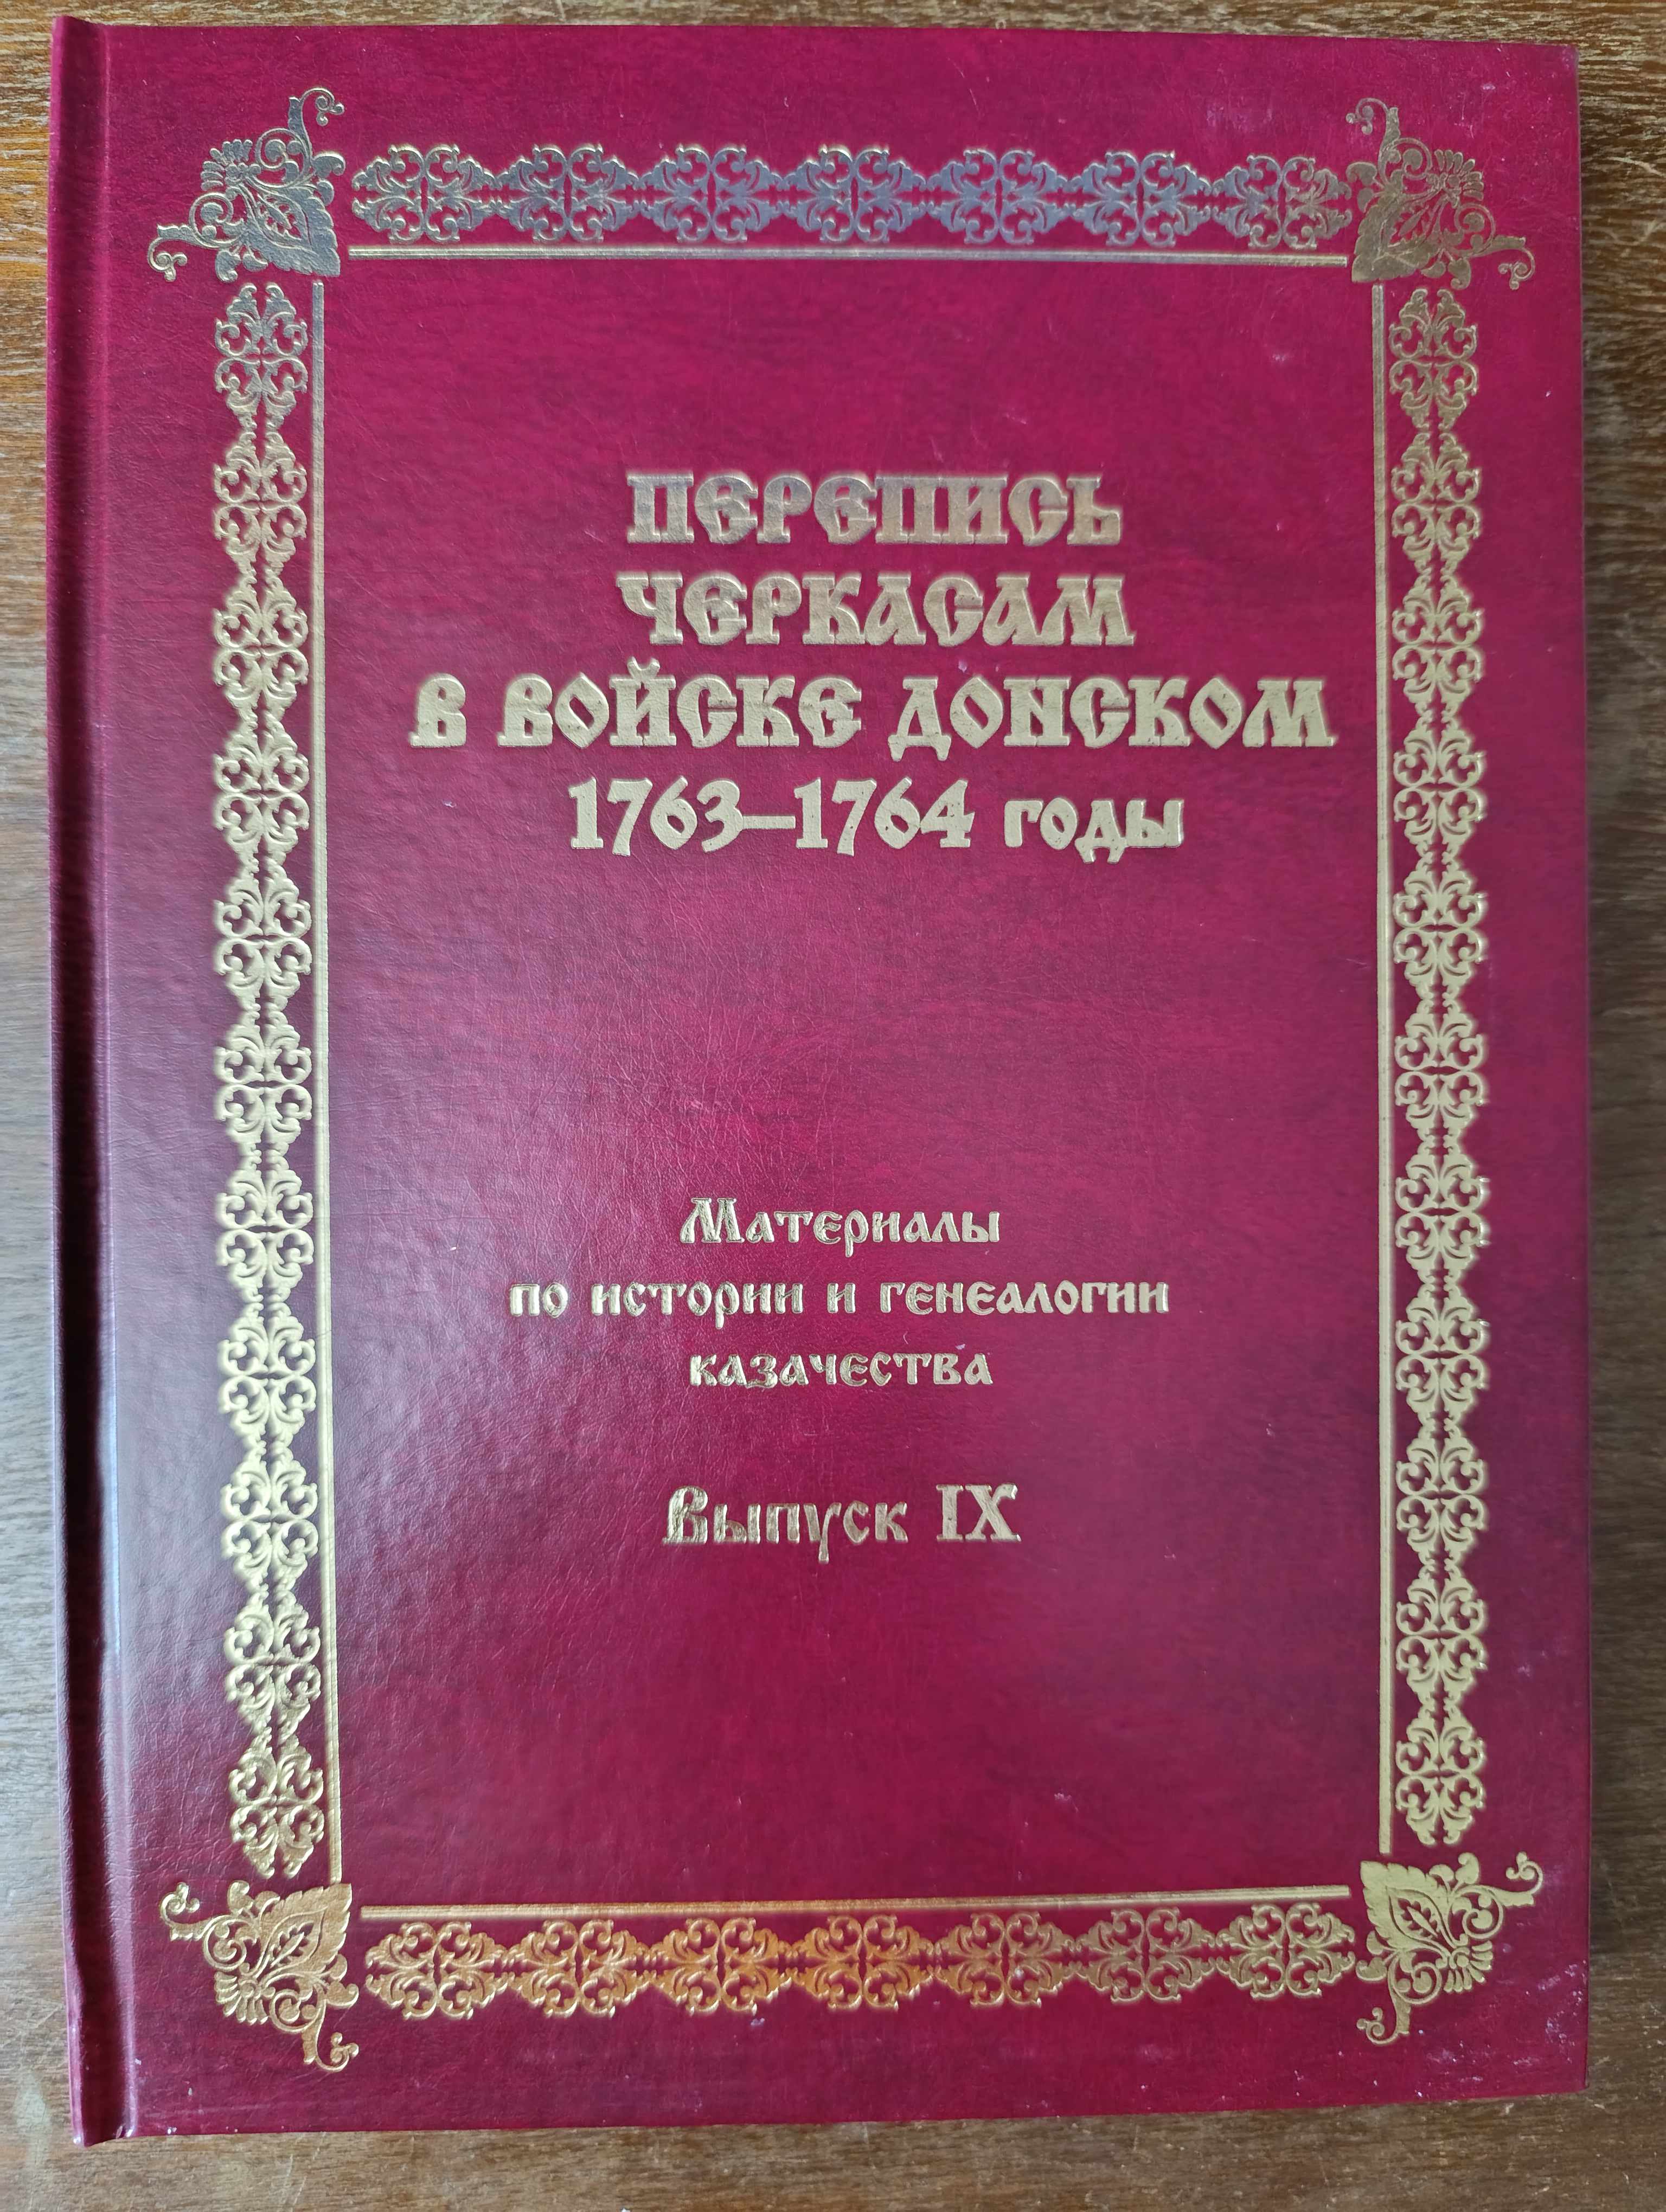 ПЕРЕПИСЬ
ЧЕРКАСАМ
В ВОЙСКЕ ДОНСКОМ
1763–1764 годы
Материалы
по истории и генеалогии
казачества
Выпуск IX